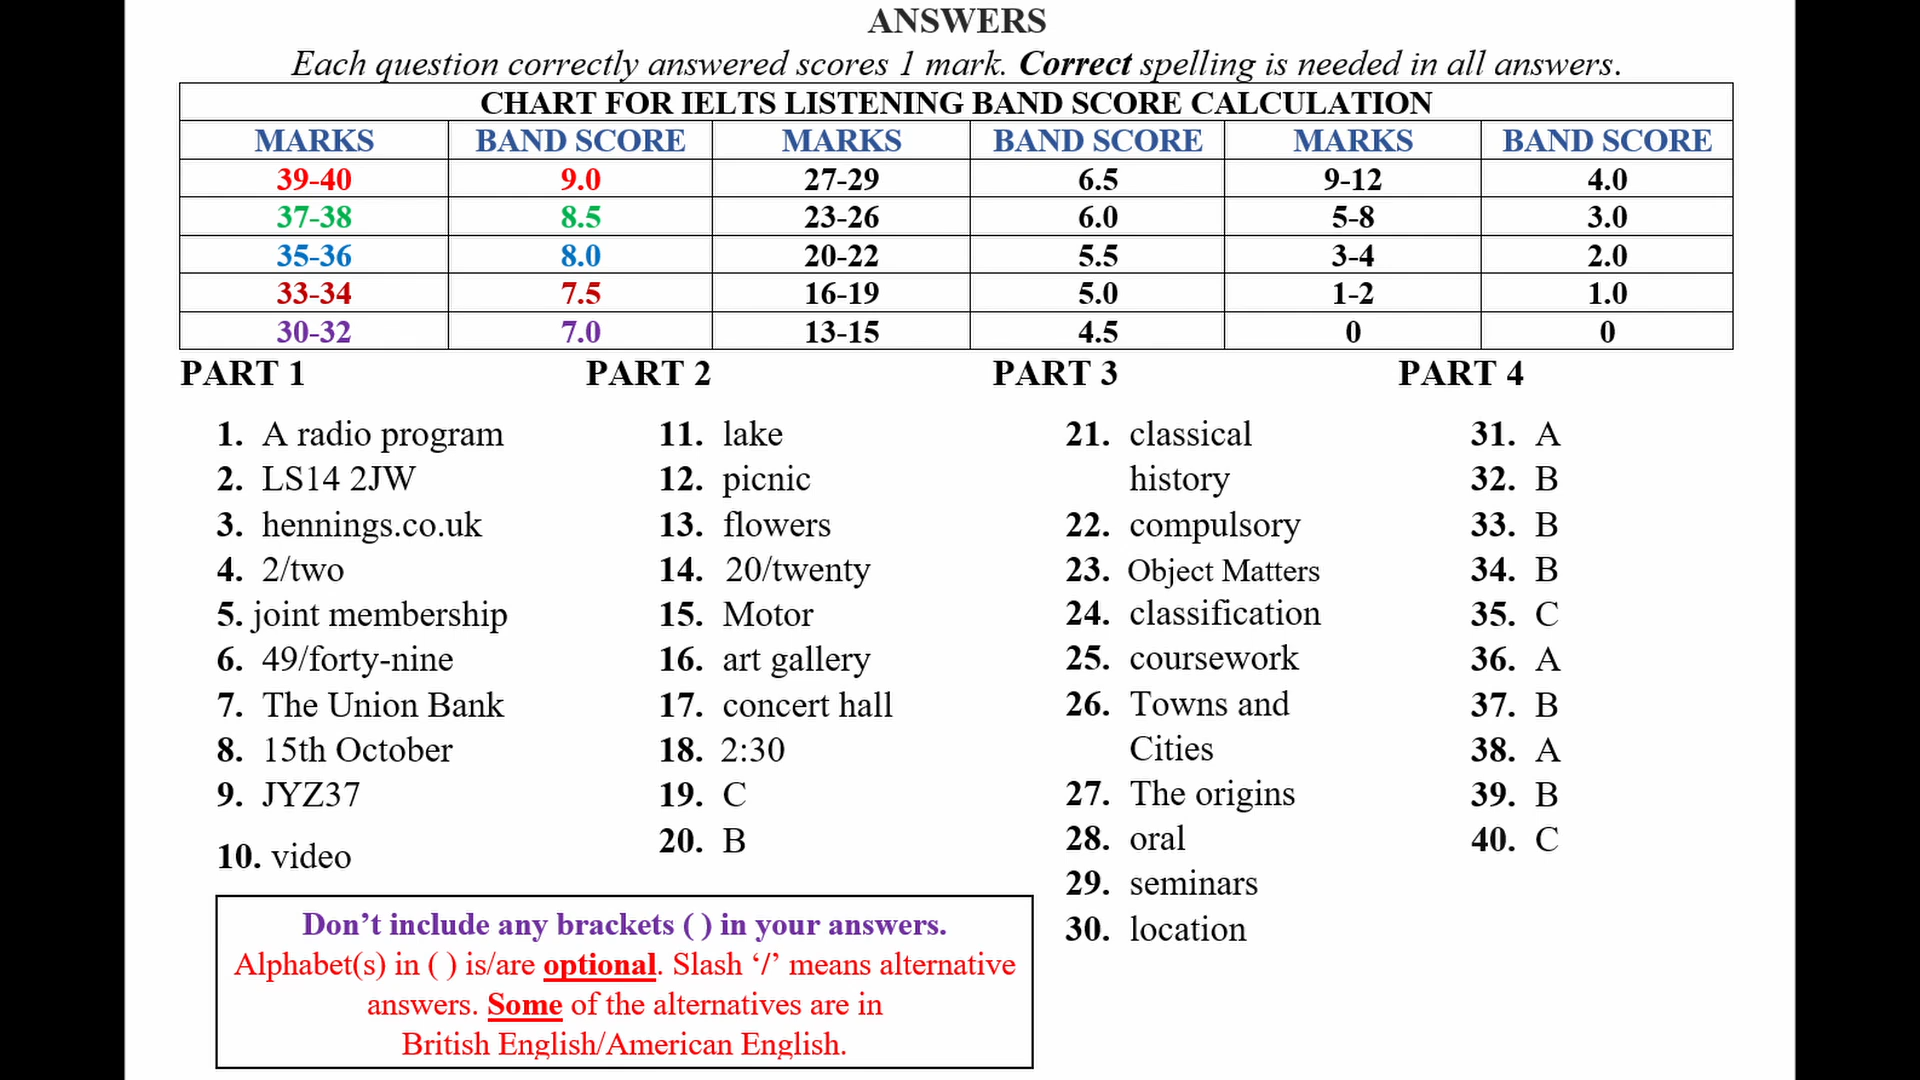 ANSWERS
Each question correctly answered scores 1 mark. Correct spelling is needed in all answers.
CHART FOR IELTS LISTENING BAND SCORE CALCULATION
MARKS BAND SCORE MARKS BAND SCORE MARKS BAND SCORE
39-40 9.0 27-29 6.5 9-12 4.0
37-38 8.5 23-26 6.0 5-8 3.0
35-36 8.0 20-22 5.5 3-4 2.0
33-34 7.5 16-19 5.0 1-2 1.0
30-32 7.0 13-15 4.5 0 0
PART 1
1. A radio program
2. LS14 2JW
3. hennings.co.uk
4. 2/two
5. joint membership
6. 49/forty-nine
7. The Union Bank
8. 15th October
9. JYZ37
10. video
PART 2
11. lake
12. picnic
13. flowers
14. 20/twenty
15. Motor
16. art gallery
17. concert hall
18. 2:30
19. C
20. B
PART 3
21. classical
history
22. compulsory
23. Object Matters
24. classification
25. coursework
26. Towns and
Cities
27. The origins
28. oral
29. seminars
30. location
PART 4
31. A
32. B
33. B
34. B
35. C
36. A
37. B
38. A
39. B
40. C
Don’t include any brackets ( ) in your answers.
Alphabet(s) in ( ) is/are optional. Slash ‘/’ means alternative
answers. Some of the alternatives are in
British English/American English.